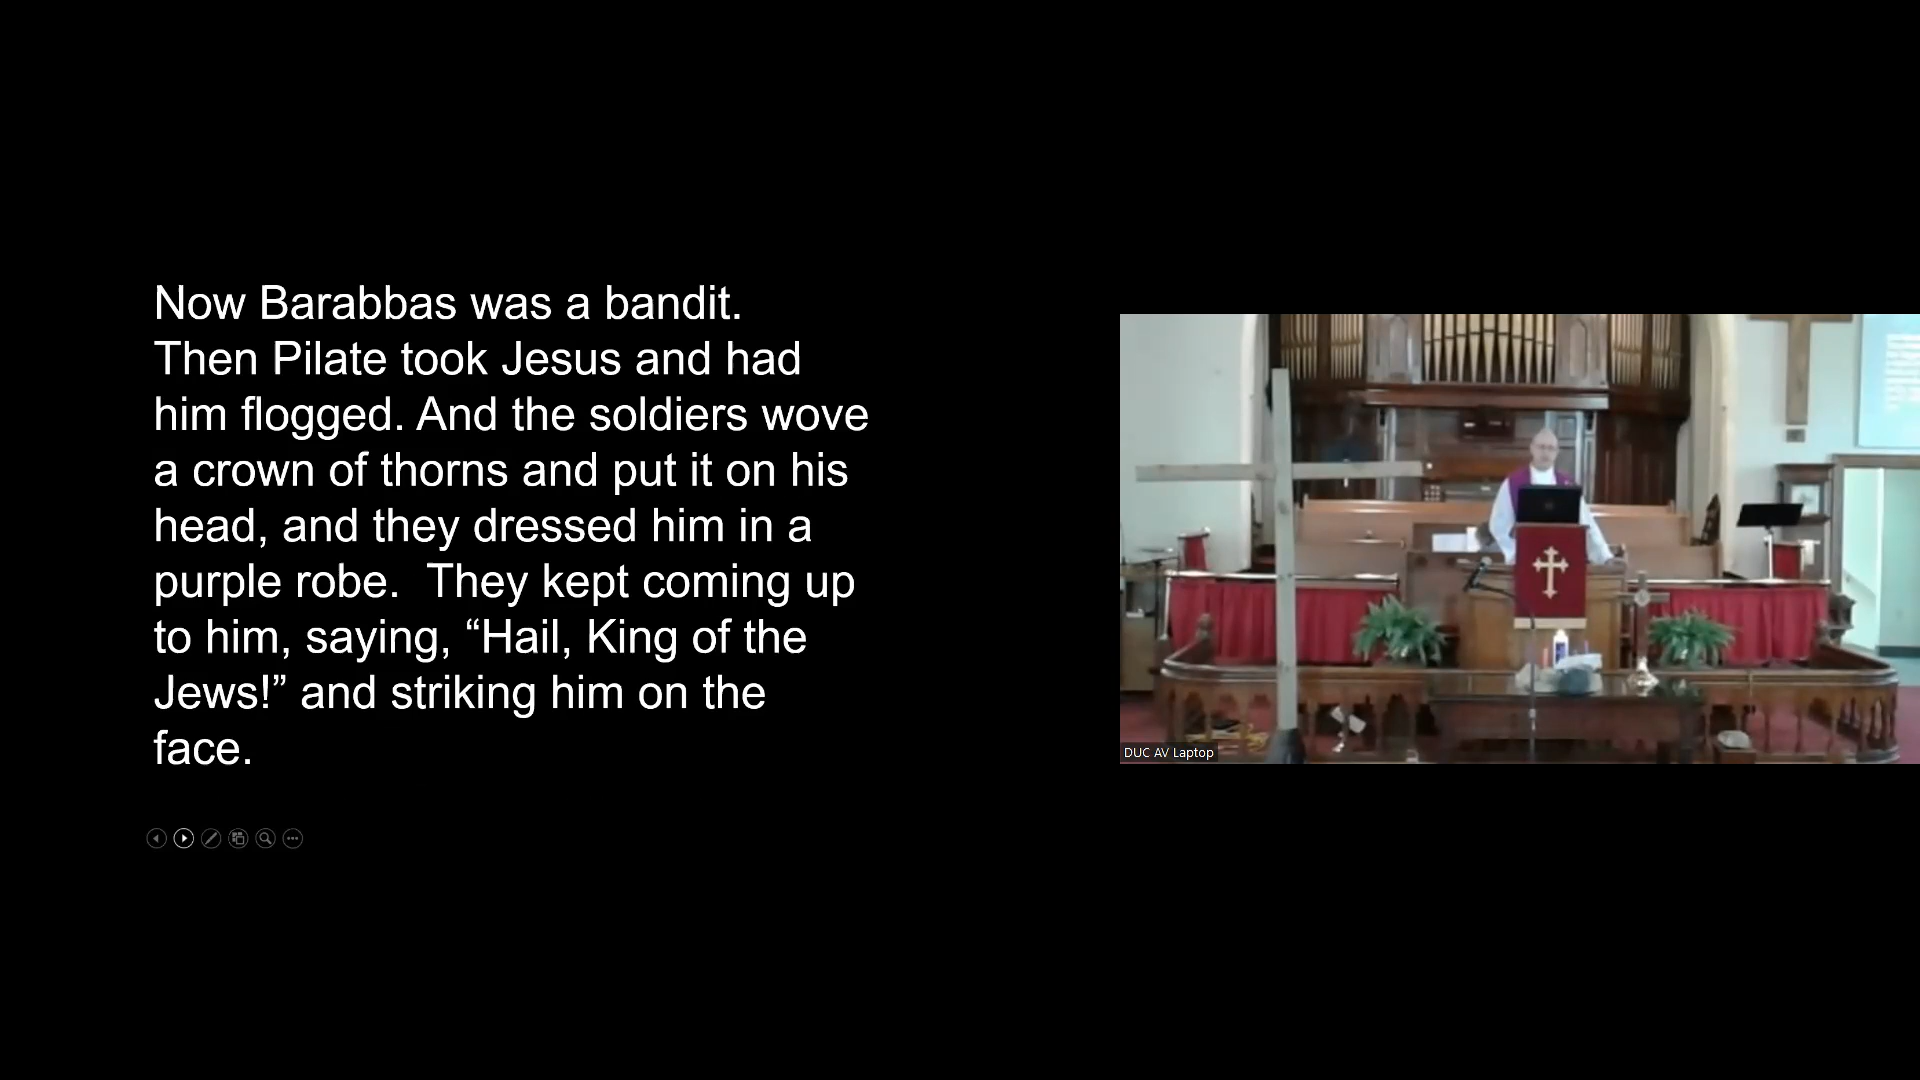 Now Barabbas was a bandit.
Then Pilate took Jesus and had
him flogged. And the soldiers wove
a crown of thorns and put it on his
head, and they dressed him in a
purple robe.  They kept coming up
to him, saying, “Hail, King of the
Jews!” and striking him on the
face.
DUC AV Laptop